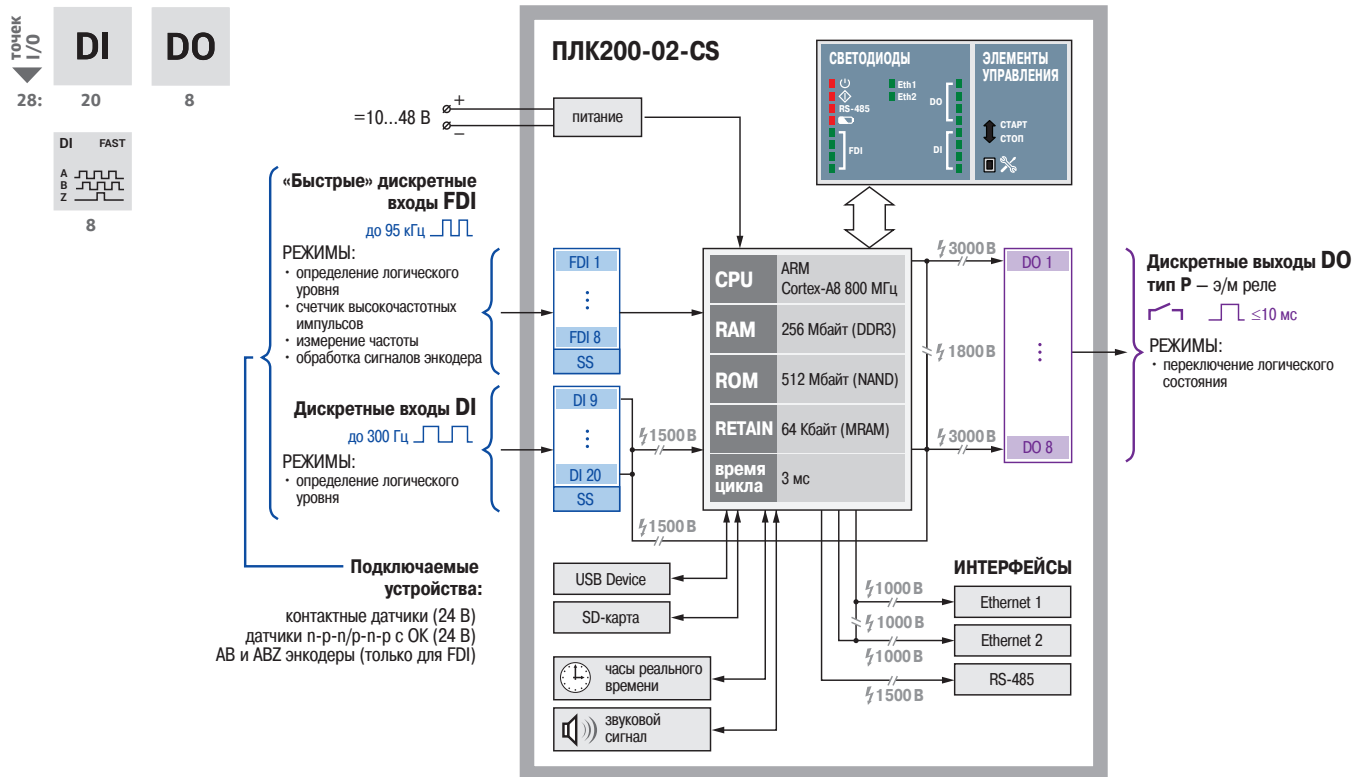 точек
I/O
DI
DO
28:
20
8
DI FAST
A
B
Z
8
ПЛК200-02-CS
=10...48 В
+
−
питание
СВЕТОДИОДЫ
Eth1
Eth2
RS-485
DO
FDI
DI
ЭЛЕМЕНТЫ
УПРАВЛЕНИЯ
СТАРТ
СТОП
«Быстрые» дискретные
входы FDI
до 95 кГц
РЕЖИМЫ:
· определение логического
уровня
· счетчик высокочастотных
импульсов
· измерение частоты
· обработка сигналов энкодера
Дискретные входы DI
до 300 Гц
РЕЖИМЫ:
· определение логического
уровня
Подключаемые
устройства:
контактные датчики (24 В)
датчики n-p-n/p-n-p с ОК (24 В)
AB и ABZ энкодеры (только для FDI)
FDI 1
FDI 8
SS
DI 9
DI 20
SS
1500 В
1500 В
CPU
ARM
Cortex-A8 800 МГц
RAM
256 Мбайт (DDR3)
ROM
512 Мбайт (NAND)
RETAIN
64 Кбайт (MRAM)
время
цикла
3 мс
3000 В
1800 В
3000 В
DO 1
DO 8
Дискретные выходы DO
тип Р – э/м реле
≤10 мс
РЕЖИМЫ:
· переключение логического
состояния
USB Device
SD-карта
часы реального
времени
звуковой
сигнал
ИНТЕРФЕЙСЫ
1000 В
Ethernet 1
1000 В
Ethernet 2
1000 В
RS-485
1500 В